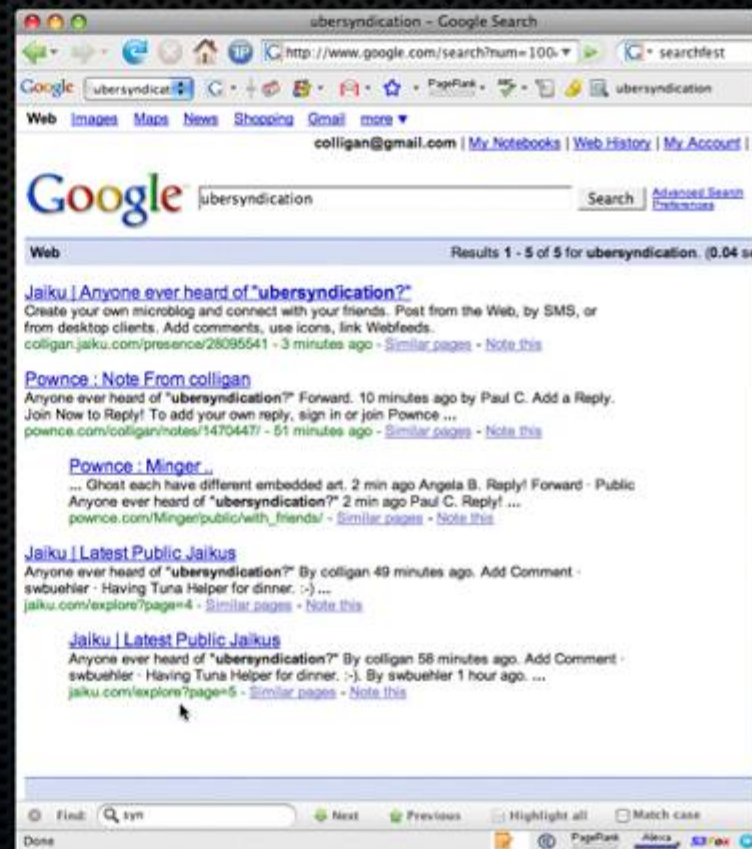 ubersyndication - Google Search
http://www.google.com/search?num=100-
searchfest
Google
ubersyndicat
PageRank
ubersyndication
Web Images Maps News Shopping Gmail more ▼
colligan@gmail.com | My Notebooks | Web History | My Account |
Google
ubersyndication
Search
Advanced Search
Preferences
Web
Results 1 - 5 of 5 for ubersyndication. (0.04 se
Jaiku | Anyone ever heard of "ubersyndication?"
Create your own microblog and connect with your friends. Post from the Web, by SMS, or
from desktop clients. Add comments, use icons, link Webfeeds.
colligan.jaiku.com/presence/28095541 - 3 minutes ago - Similar pages - Note this
Pownce : Note From colligan
Anyone ever heard of "ubersyndication?" Forward. 10 minutes ago by Paul C. Add a Reply.
Join Now to Reply! To add your own reply, sign in or join Pownce ...
pownce.com/colligan/notes/1470447/ - 51 minutes ago - Similar pages - Note this
Pownce : Minger ..
... Ghost each have different embedded art. 2 min ago Angela B. Reply! Forward · Public
Anyone ever heard of "ubersyndication?" 2 min ago Paul C. Reply! ...
pownce.com/Minger/public/with_friends/ - Similar pages - Note this
Jaiku | Latest Public Jaikus
Anyone ever heard of "ubersyndication?" By colligan 49 minutes ago. Add Comment ·
swbuehler · Having Tuna Helper for dinner. :-) ...
jaiku.com/explore?page=4 - Similar pages - Note this
Jaiku | Latest Public Jaikus
Anyone ever heard of "ubersyndication?" By colligan 58 minutes ago. Add Comment ·
swbuehler · Having Tuna Helper for dinner. :-). By swbuehler 1 hour ago. ...
jaiku.com/explore?page=5 - Similar pages - Note this
Find: syn
Next Previous Highlight all Match case
Done
PageRank Alexa